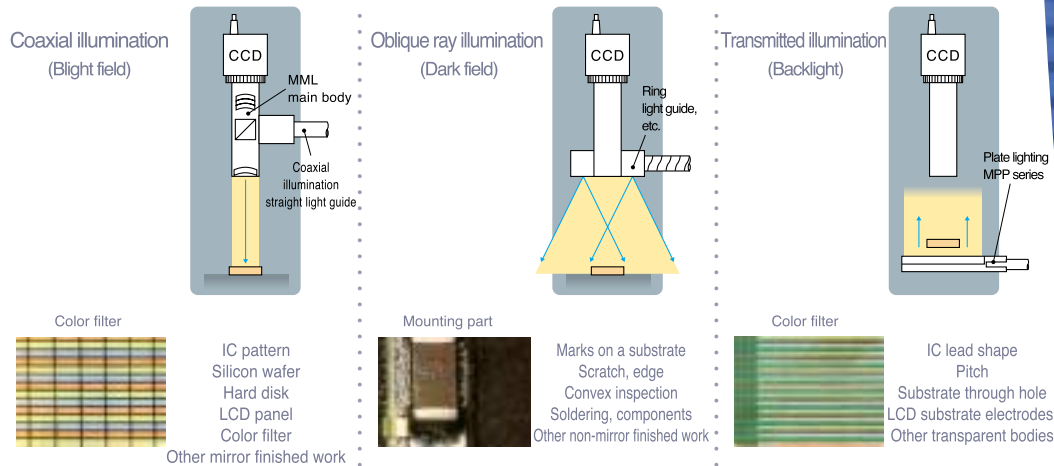 Coaxial illumination
(Blight field)
CCD
MML
main body
Coaxial
illumination
straight light guide
Color filter
IC pattern
Silicon wafer
Hard disk
LCD panel
Color filter
Other mirror finished work
Oblique ray illumination
(Dark field)
CCD
Ring
light guide,
etc.
Mounting part
Marks on a substrate
Scratch, edge
Convex inspection
Soldering, components
Other non-mirror finished work
Transmitted illumination
(Backlight)
CCD
Plate lighting
MPP series
Color filter
IC lead shape
Pitch
Substrate through hole
LCD substrate electrodes
Other transparent bodies